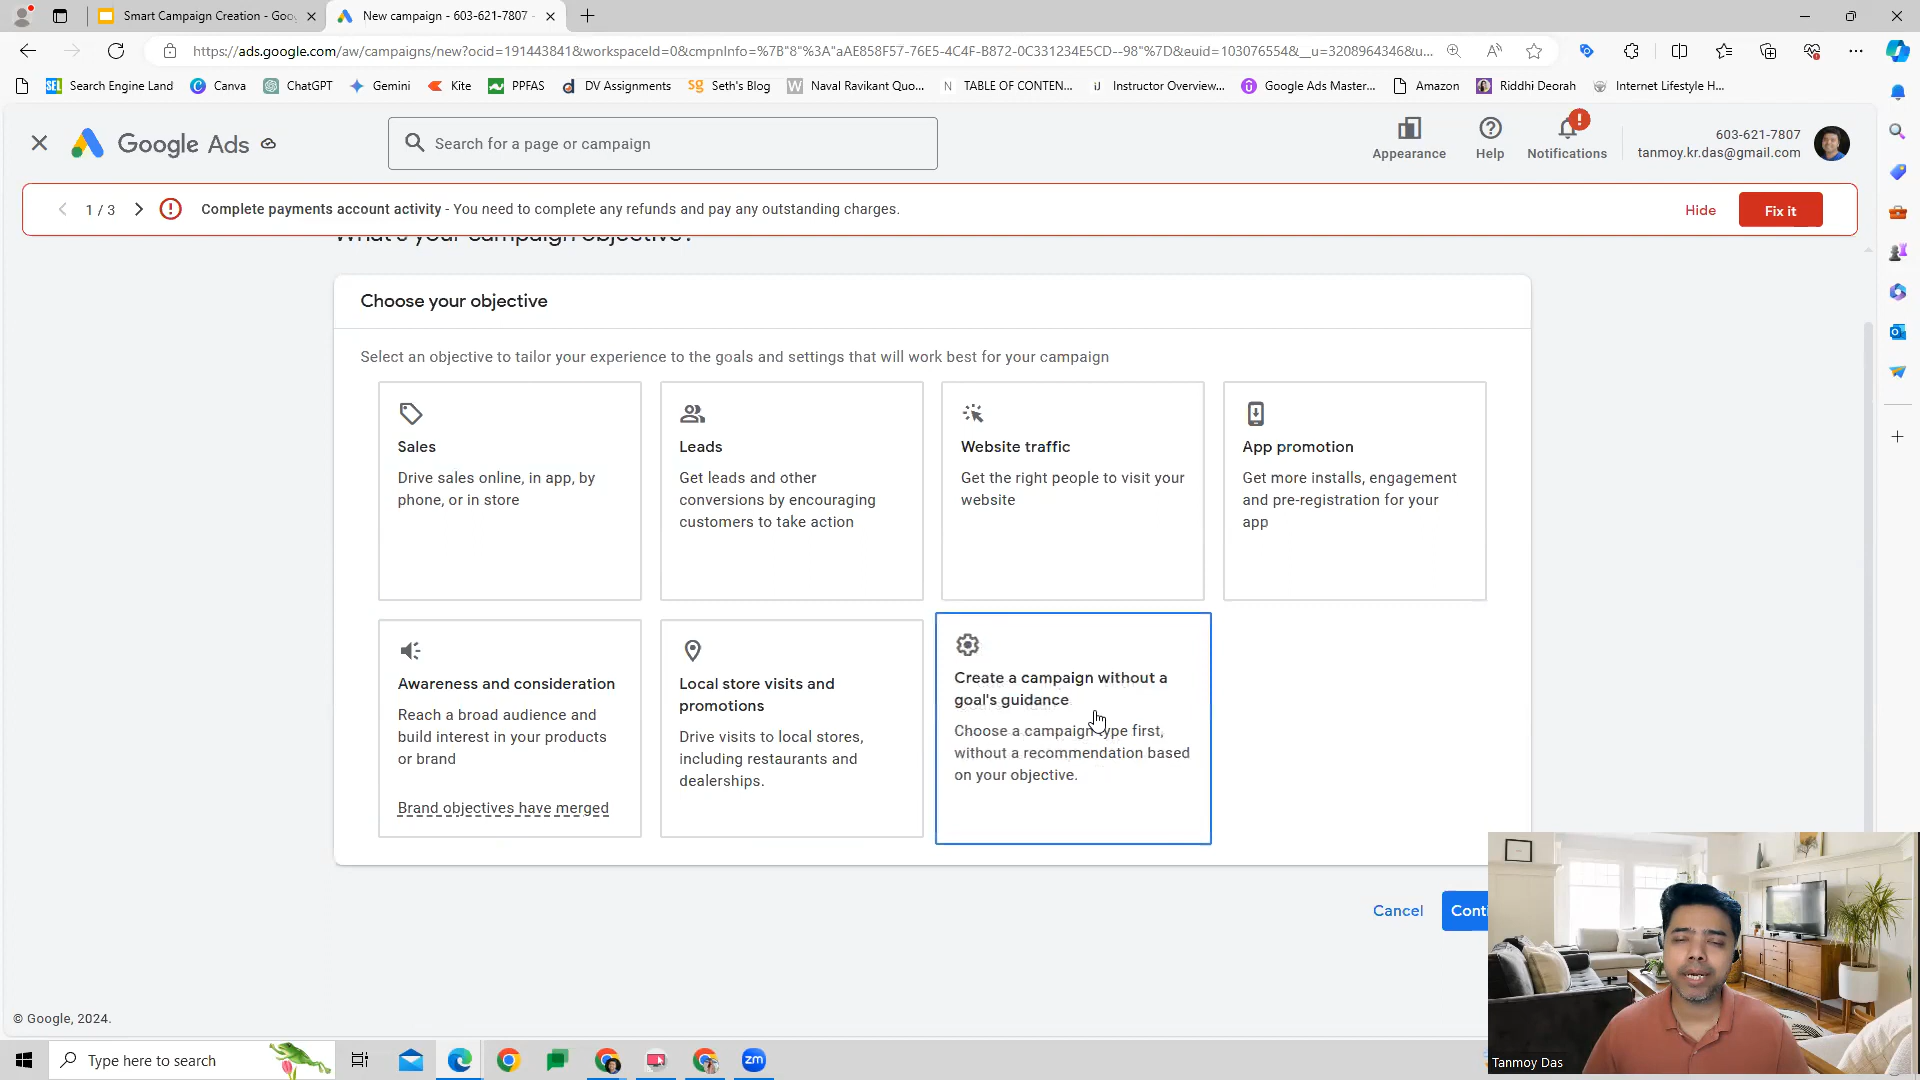 Smart Campaign Creation - Goo
New campaign - 603-621-7807 -
https://ads.google.com/aw/campaigns/new?ocid=191443841&workspaceId=0&cmpnInfo=%7B"8"%3A"aAE858F57-76E5-4C4F-B872-0C331234E5CD--98"%7D&euid=103076554&__u=3208964346&u...
Search Engine Land
Canva
ChatGPT
Gemini
Kite
PPFAS
DV Assignments
Seth's Blog
Naval Ravikant Quo...
TABLE OF CONTEN...
Instructor Overview...
Google Ads Master...
Amazon
Riddhi Deorah
Internet Lifestyle H...
Google Ads
Search for a page or campaign
Appearance
Help
Notifications
603-621-7807
tanmoy.kr.das@gmail.com
1 / 3
Complete payments account activity - You need to complete any refunds and pay any outstanding charges.
Hide
Fix it
What's your campaign objective?
Choose your objective
Select an objective to tailor your experience to the goals and settings that will work best for your campaign
Sales
Drive sales online, in app, by
phone, or in store
Leads
Get leads and other
conversions by encouraging
customers to take action
Website traffic
Get the right people to visit your
website
App promotion
Get more installs, engagement
and pre-registration for your
app
Awareness and consideration
Reach a broad audience and
build interest in your products
or brand
Brand objectives have merged
Local store visits and
promotions
Drive visits to local stores,
including restaurants and
dealerships.
Create a campaign without a
goal's guidance
Choose a campaign type first,
without a recommendation based
on your objective.
Cancel
Conti
© Google, 2024.
Type here to search
zm
Tanmoy Das